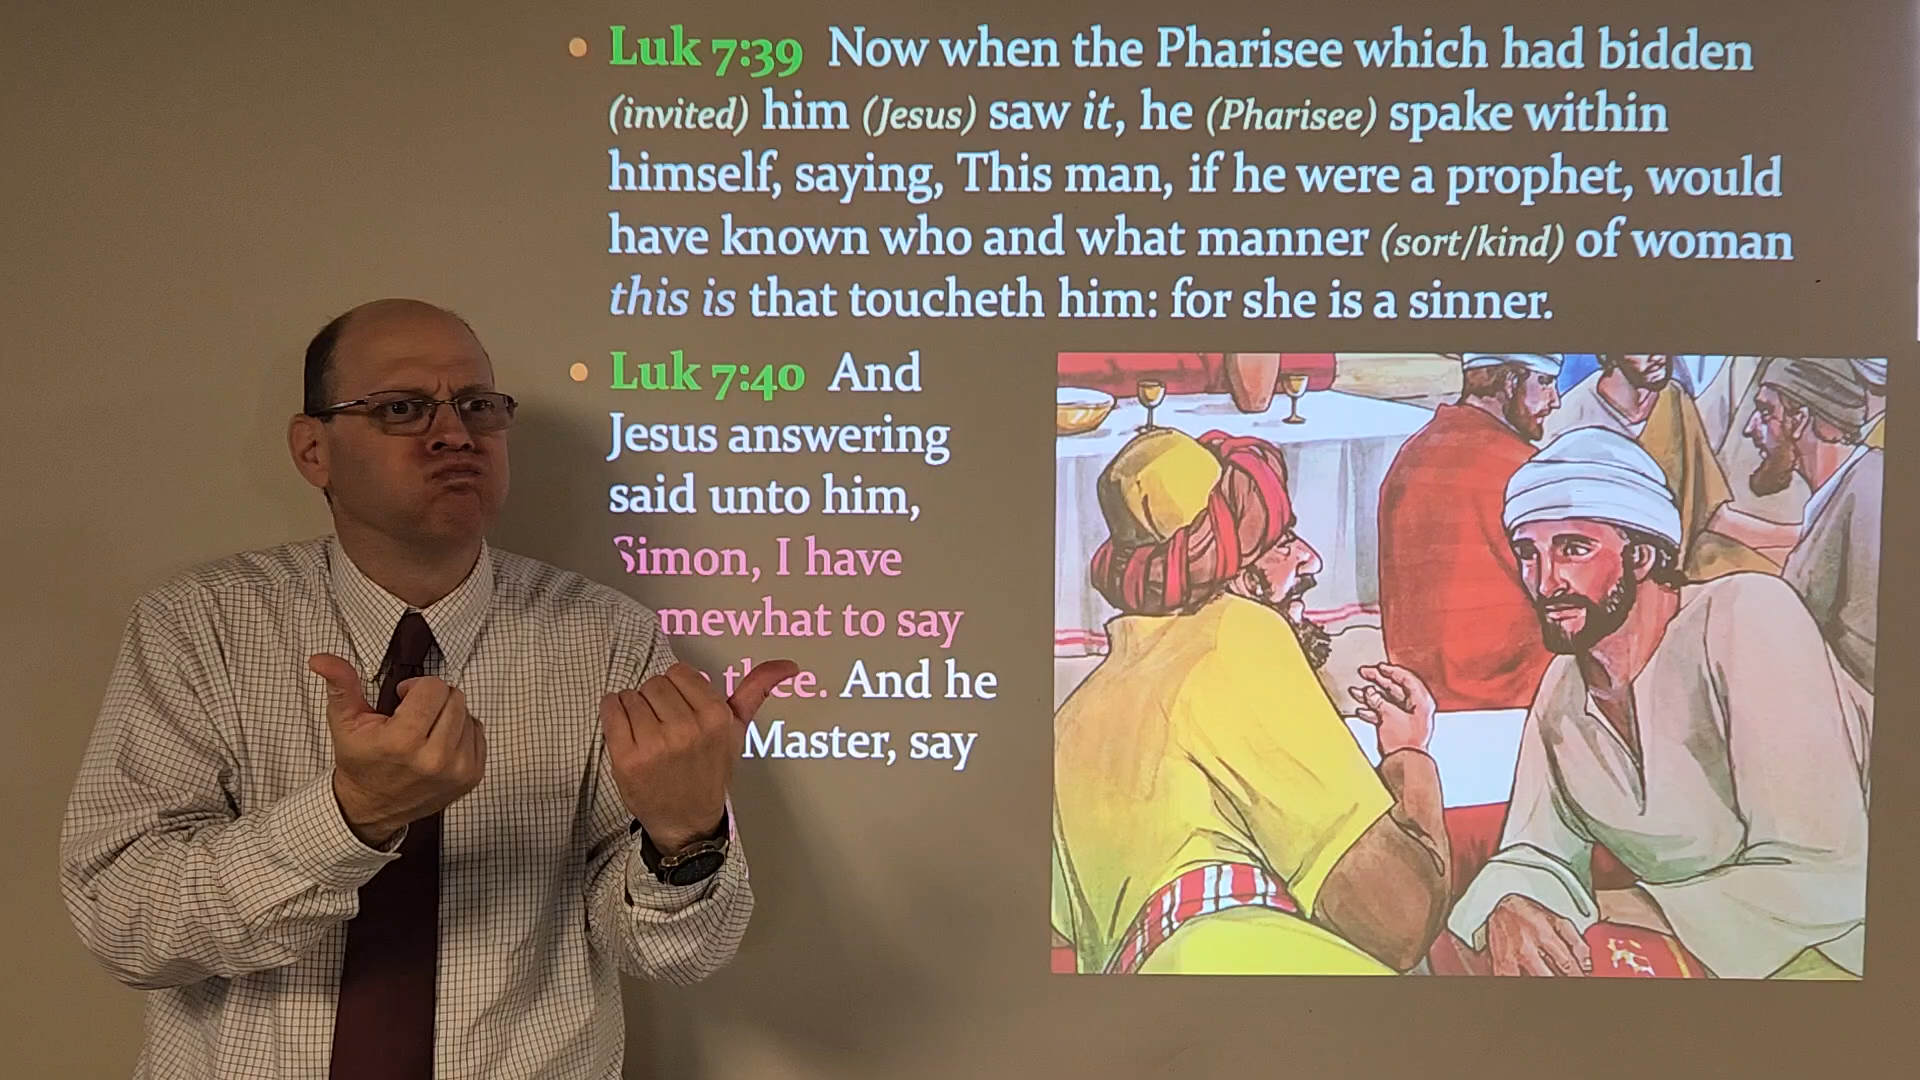 Luk 7:39 Now when the Pharisee which had bidden
(invited) him (Jesus) saw it, he (Pharisee) spake within
himself, saying, This man, if he were a prophet, would
have known who and what manner (sort/kind) of woman
this is that toucheth him: for she is a sinner.
Luk 7:40 And
Jesus answering
said unto him,
Simon, I have
mewhat to say
thee. And he
Master, say